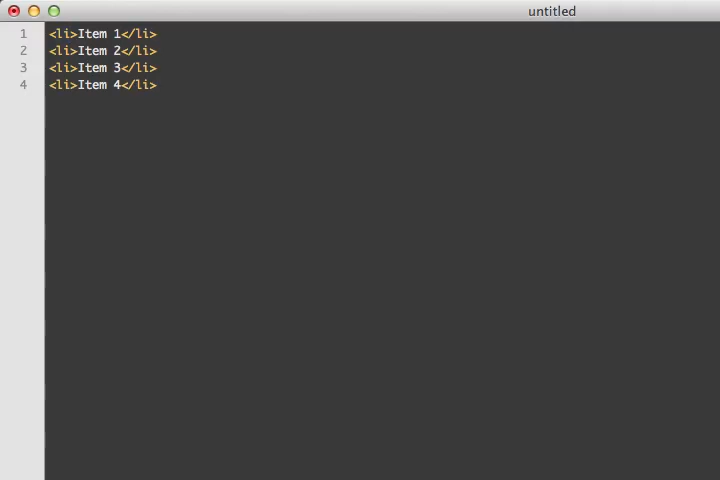 untitled
1 <li>Item 1</li>
2 <li>Item 2</li>
3 <li>Item 3</li>
4 <li>Item 4</li>